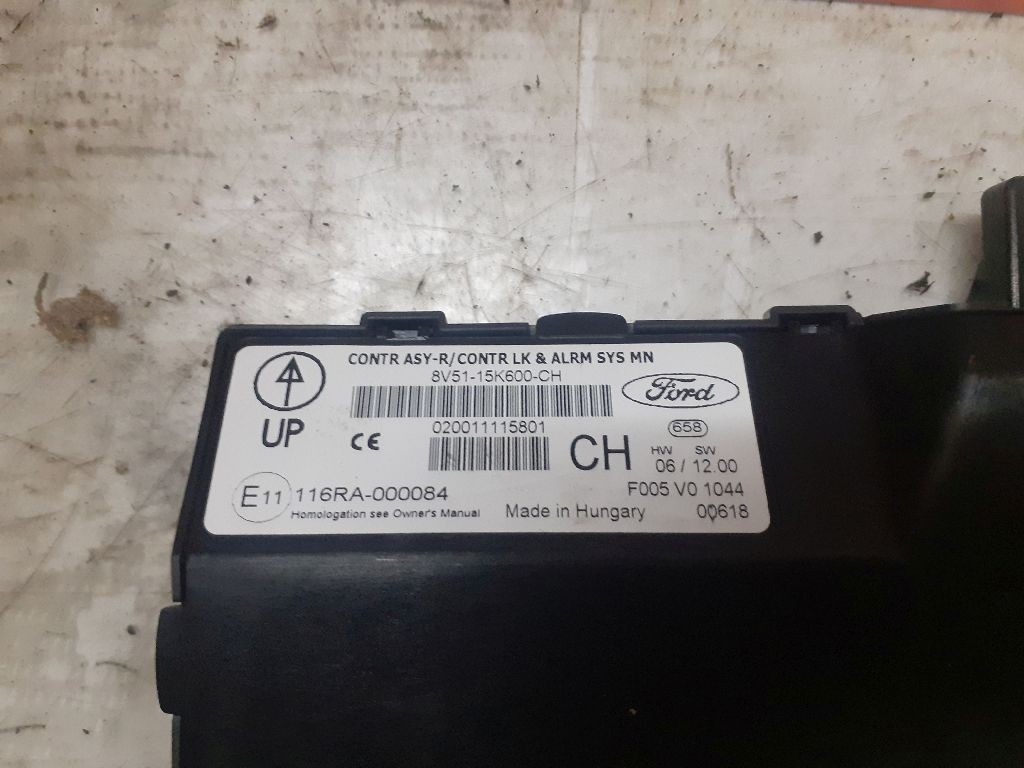 CONTR ASY-R/CONTR LK & ALRM SYS MN
8V51-15K600-CH
Ford
UP
CE
020011115801
CH
658
HW SW
06 / 12.00
E11 116RA-000084
F005 V0 1044
Homologation see Owner's Manual
Made in Hungary
00618